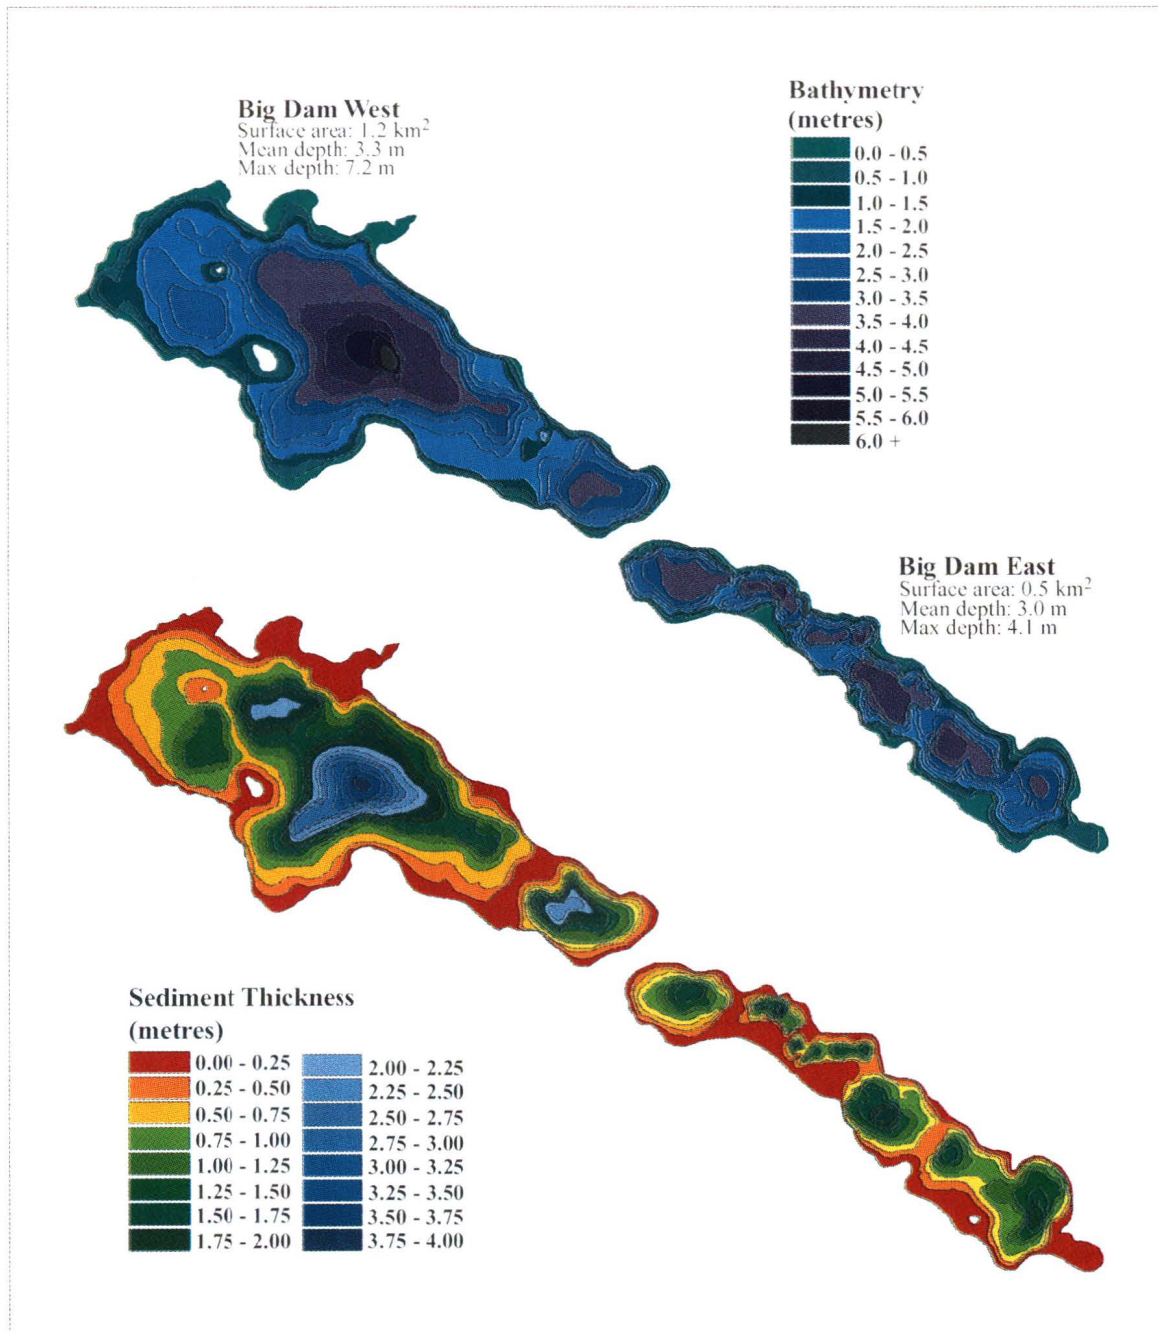 Big Dam West
Surface area: 1.2 km²
Mean depth: 3.3 m
Max depth: 7.2 m
Bathymetry
(metres)
0.0 - 0.5
0.5 - 1.0
1.0 - 1.5
1.5 - 2.0
2.0 - 2.5
2.5 - 3.0
3.0 - 3.5
3.5 - 4.0
4.0 - 4.5
4.5 - 5.0
5.0 - 5.5
5.5 - 6.0
6.0 +
Big Dam East
Surface area: 0.5 km²
Mean depth: 3.0 m
Max depth: 4.1 m
Sediment Thickness
(metres)
0.00 - 0.25
0.25 - 0.50
0.50 - 0.75
0.75 - 1.00
1.00 - 1.25
1.25 - 1.50
1.50 - 1.75
1.75 - 2.00
2.00 - 2.25
2.25 - 2.50
2.50 - 2.75
2.75 - 3.00
3.00 - 3.25
3.25 - 3.50
3.50 - 3.75
3.75 - 4.00